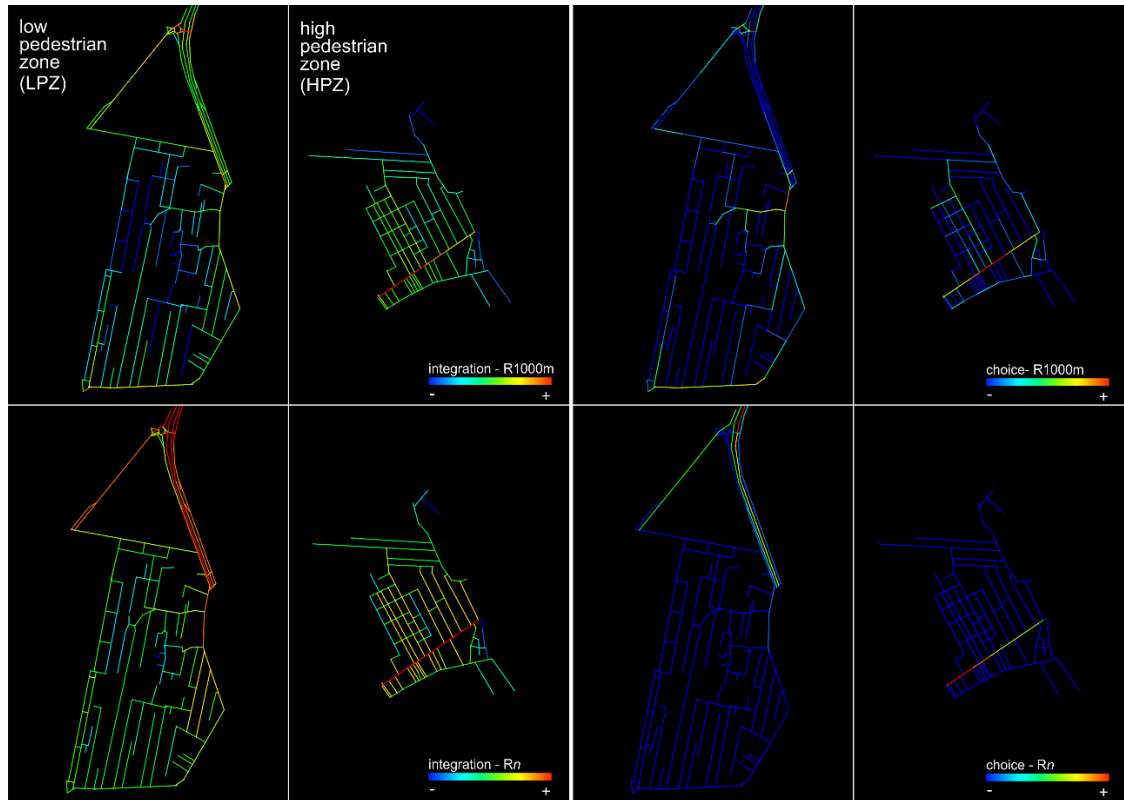 low
pedestrian
zone
(LPZ)
high
pedestrian
zone
(HPZ)
integration - R1000m
- +
choice- R1000m
- +
integration - Rn
- +
choice - Rn
- +